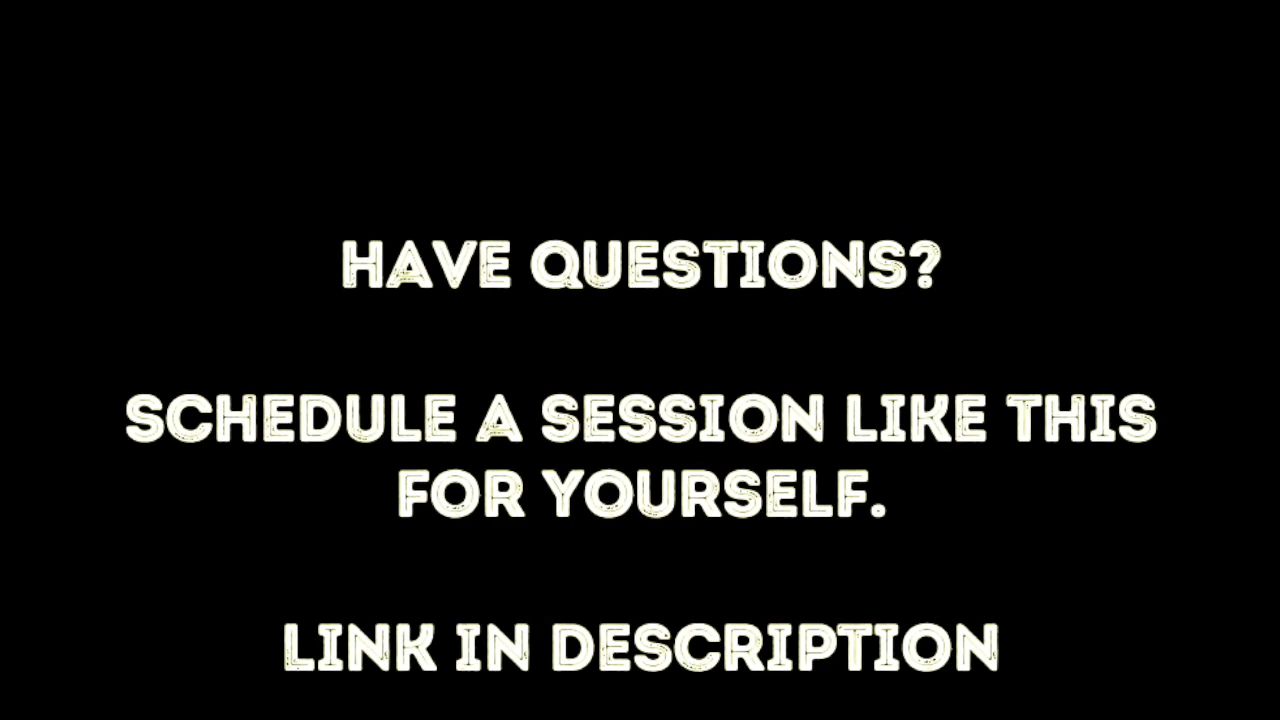 HAVE QUESTIONS?
SCHEDULE A SESSION LIKE THIS
FOR YOURSELF.
LINK IN DESCRIPTION